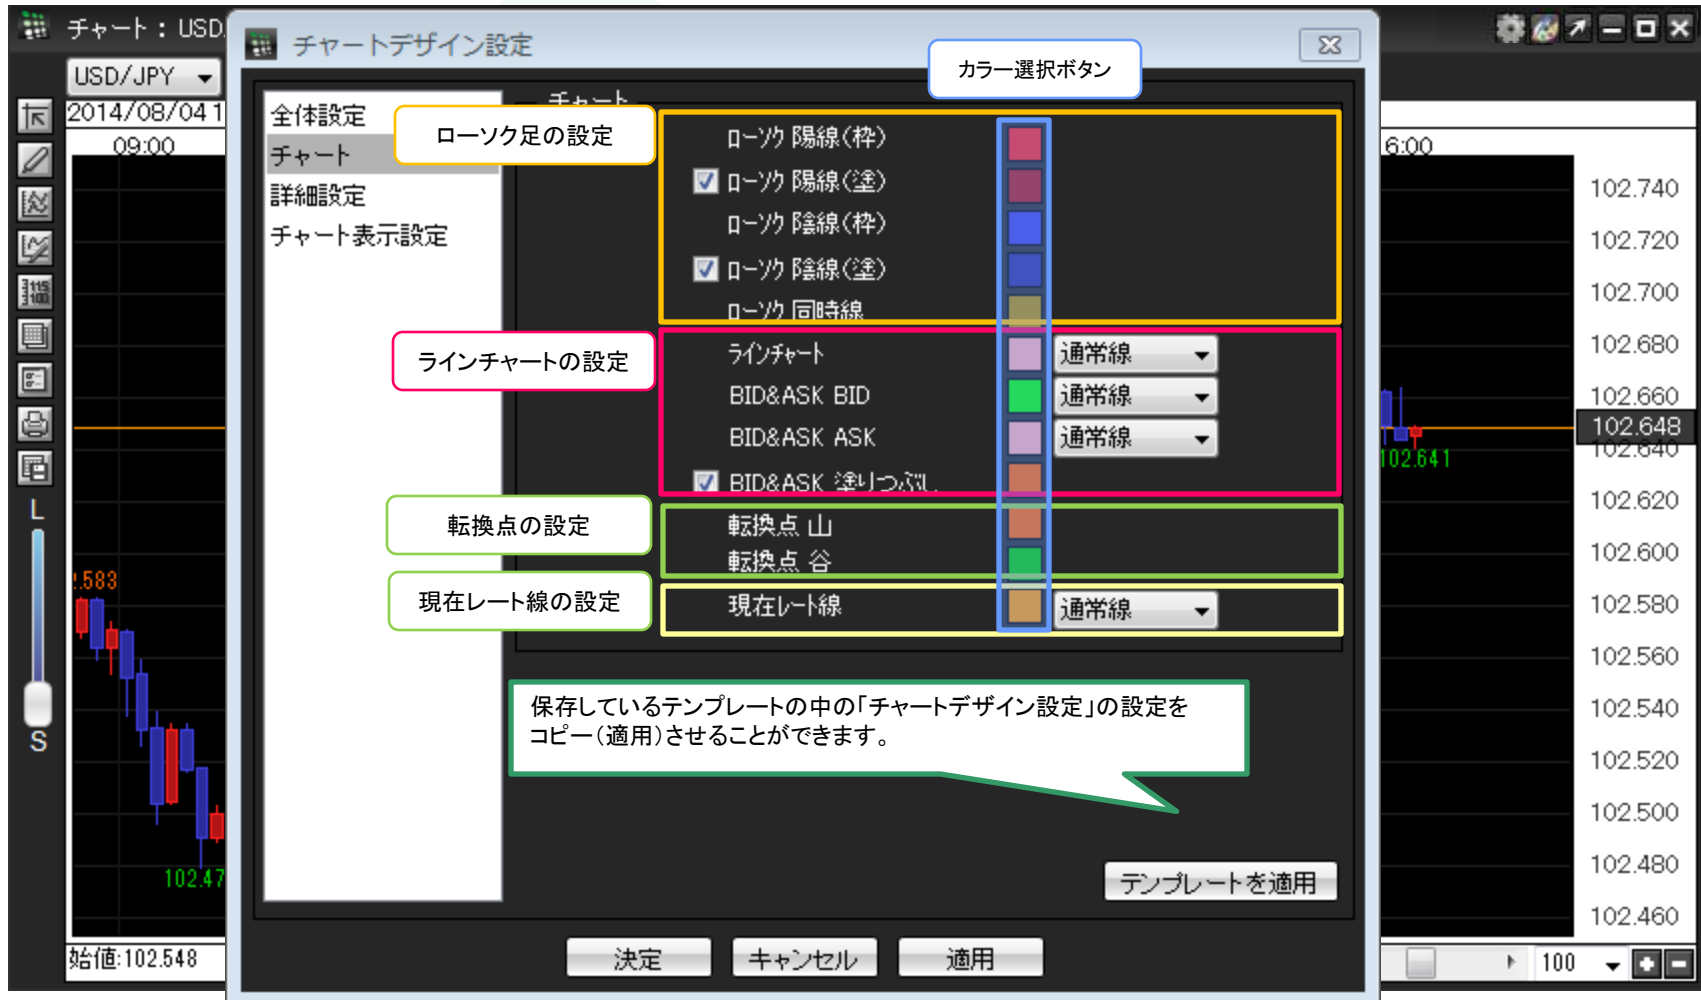 チャート：USD
チャートデザイン設定
カラー選択ボタン
USD/JPY
2014/08/04 1
09:00
6:00
全体設定
チャート
詳細設定
チャート表示設定
チャート
ローソク足の設定
ローソク 陽線(枠)
ローソク 陽線(塗)
ローソク 陰線(枠)
ローソク 陰線(塗)
ローソク 同時線
ラインチャートの設定
ラインチャート 通常線
BID&ASK BID 通常線
BID&ASK ASK 通常線
BID&ASK 塗りつぶし
転換点の設定
転換点 山
転換点 谷
現在レート線の設定
現在レート線 通常線
保存しているテンプレートの中の「チャートデザイン設定」の設定を
コピー（適用）させることができます。
テンプレートを適用
決定 キャンセル 適用
115
100
L
S
.583
102.47
始値:102.548
102.740
102.720
102.700
102.680
102.660
102.648
102.640
102.641
102.620
102.600
102.580
102.560
102.540
102.520
102.500
102.480
102.460
100